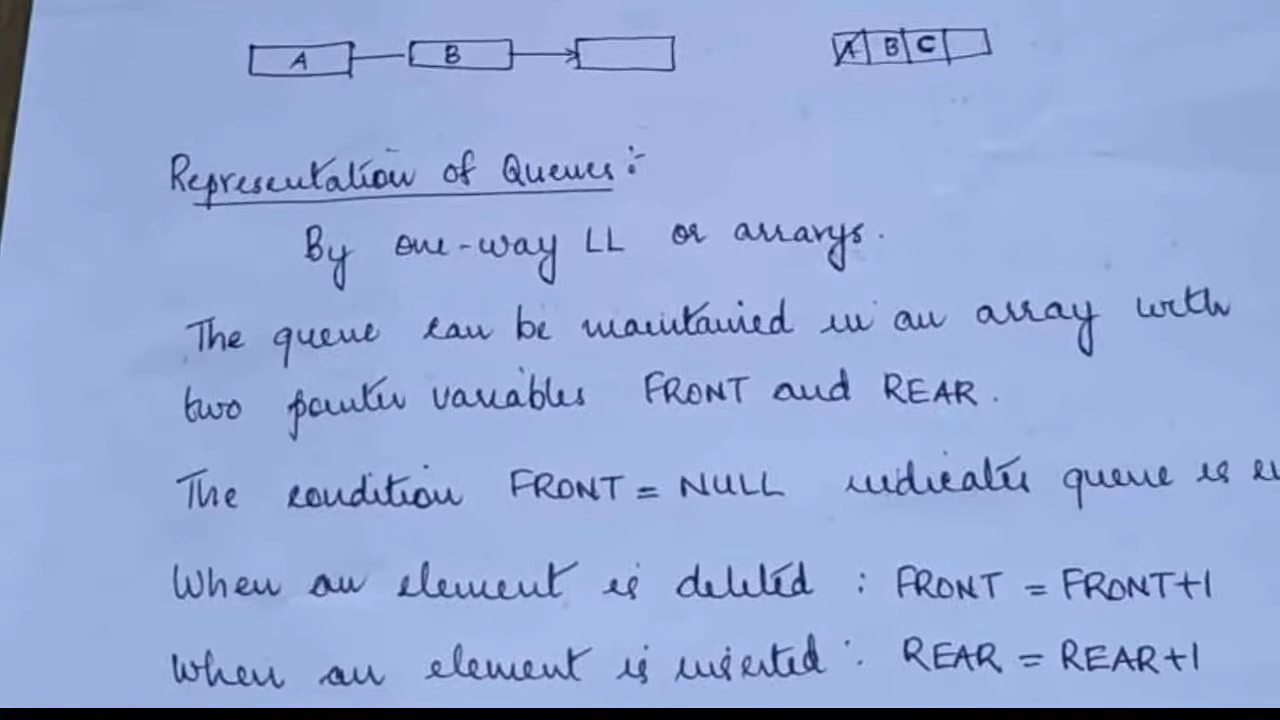 A B A B C
Representation of Queues :-
By one-way LL or arrarys.
The queue can be maintained in an array with
two pointer variables FRONT and REAR.
The condition FRONT = NULL indicates queue is
When an element is deleted : FRONT = FRONT+1
When an element is inserted : REAR = REAR+1